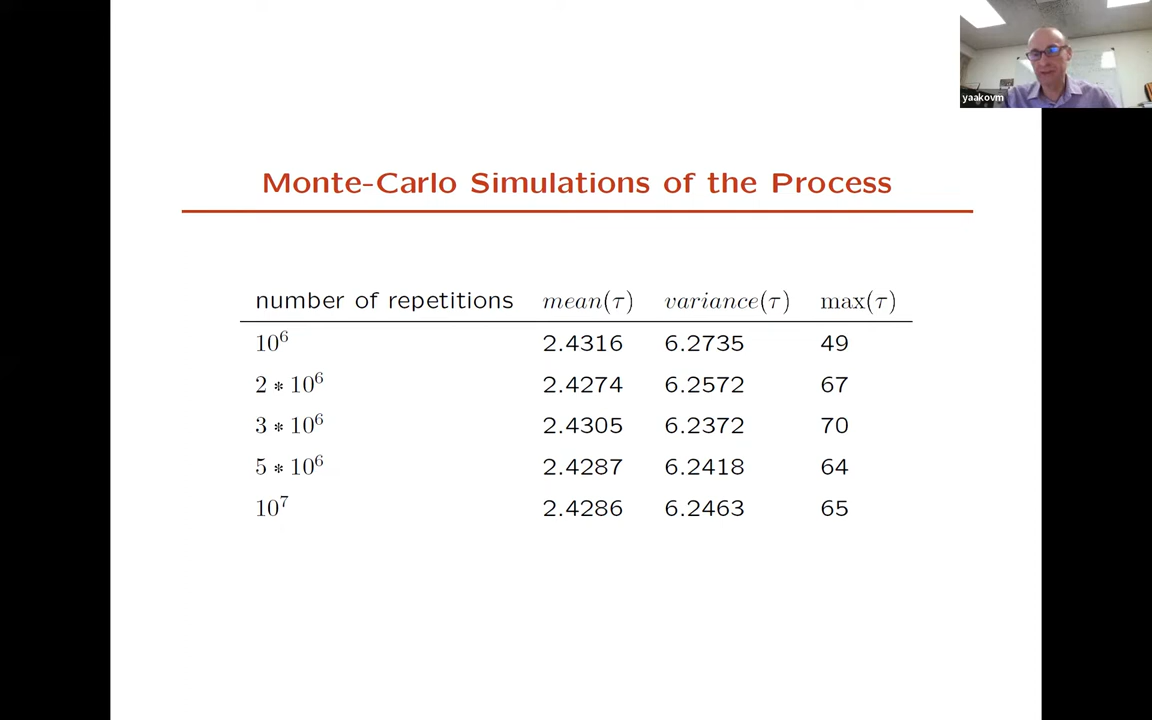 yaakovm
Monte-Carlo Simulations of the Process
number of repetitions mean(τ) variance(τ) max(τ)
10⁶ 2.4316 6.2735 49
2 ∗ 10⁶ 2.4274 6.2572 67
3 ∗ 10⁶ 2.4305 6.2372 70
5 ∗ 10⁶ 2.4287 6.2418 64
10⁷ 2.4286 6.2463 65